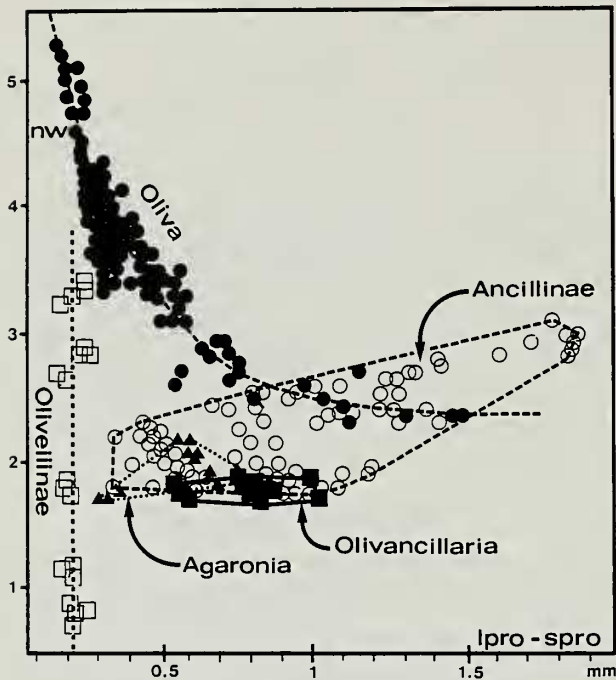 5
nw
Oliva
4
Ancillinae
3
Olivellinae
2
Agaronia
Olivancillaria
1
lpro-spro
0.5
1
1.5
mm